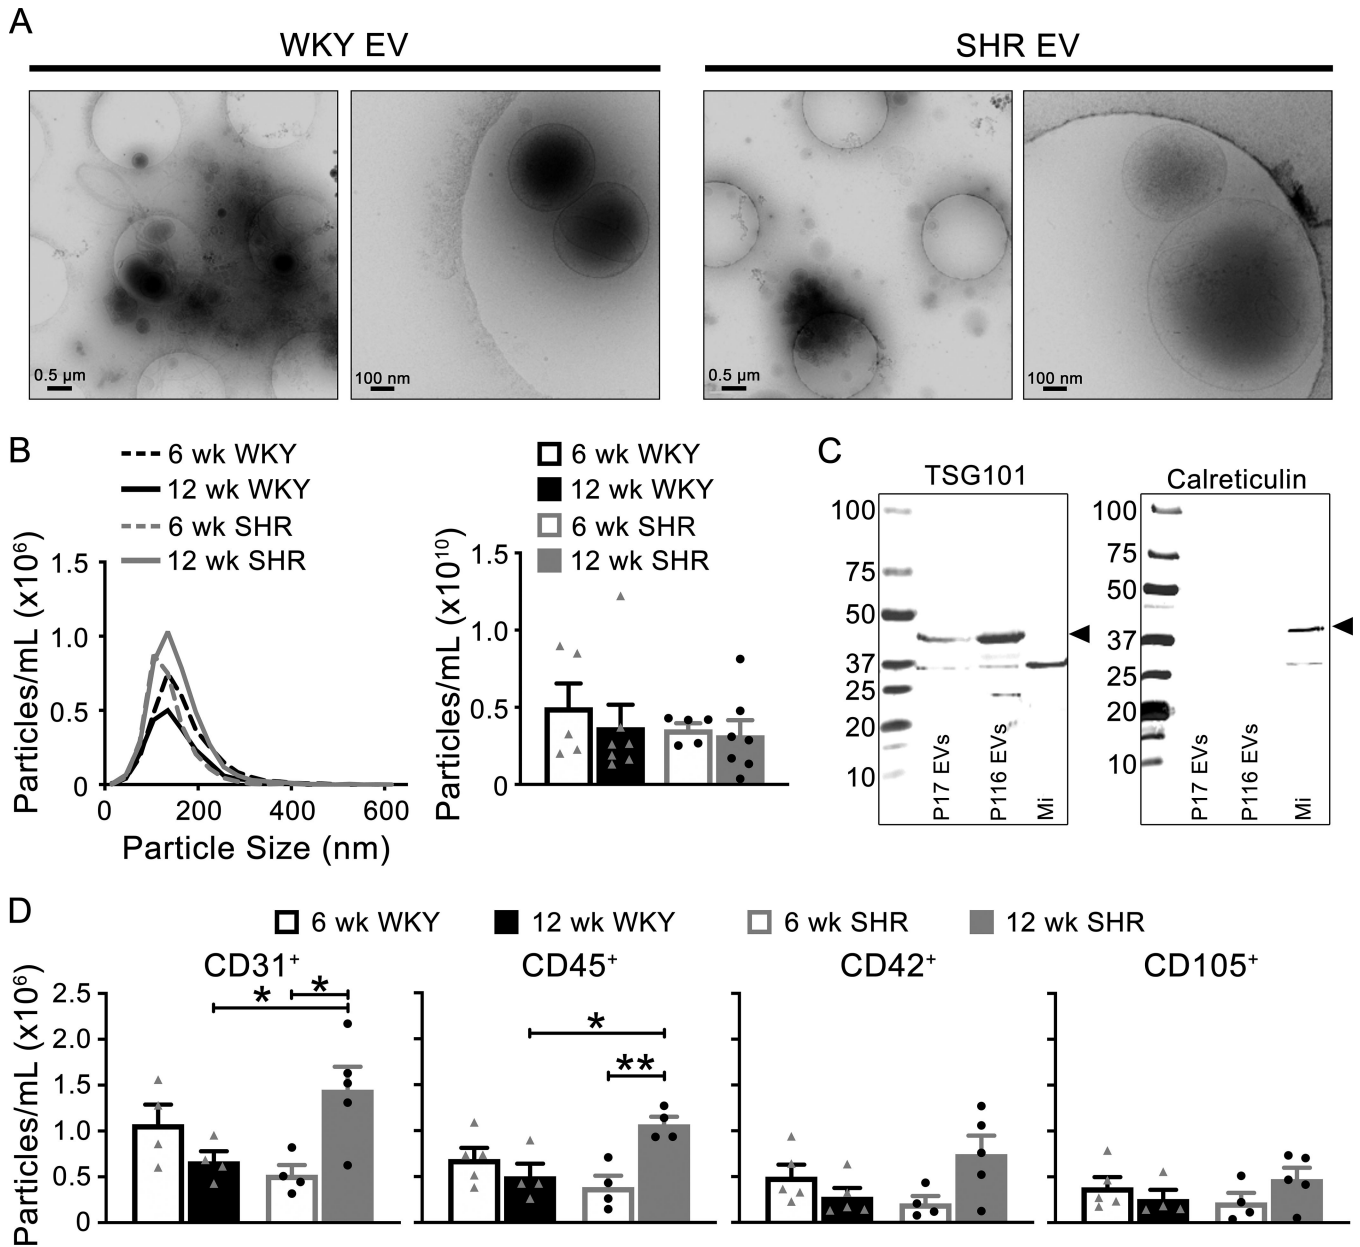 A
WKY EV
SHR EV
0.5 µm
100 nm
0.5 µm
100 nm
B
6 wk WKY
12 wk WKY
6 wk SHR
12 wk SHR
Particles/mL (x10⁶)
1.5
1.0
0.5
0
0
200
400
600
Particle Size (nm)
6 wk WKY
12 wk WKY
6 wk SHR
12 wk SHR
Particles/mL (x10¹⁰)
1.5
1.0
0.5
0
C
TSG101
100
75
50
37
25
20
10
P17 EVs
P116 EVs
Mi
Calreticulin
100
75
50
37
25
20
10
P17 EVs
P116 EVs
Mi
D
6 wk WKY
12 wk WKY
6 wk SHR
12 wk SHR
Particles/mL (x10⁶)
2.5
2.0
1.5
1.0
0.5
0
CD31⁺
*
*
CD45⁺
*
**
CD42⁺
CD105⁺